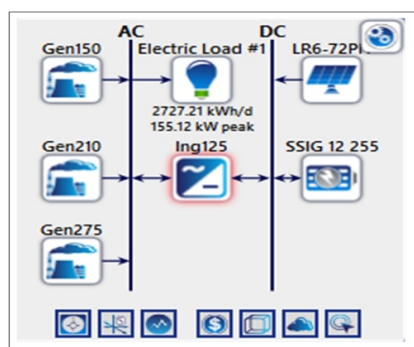 AC DC
Gen150 Electric Load #1 LR6-72P
2727.21 kWh/d
155.12 kW peak
Gen210 Ing125 SSIG 12 255
Gen275